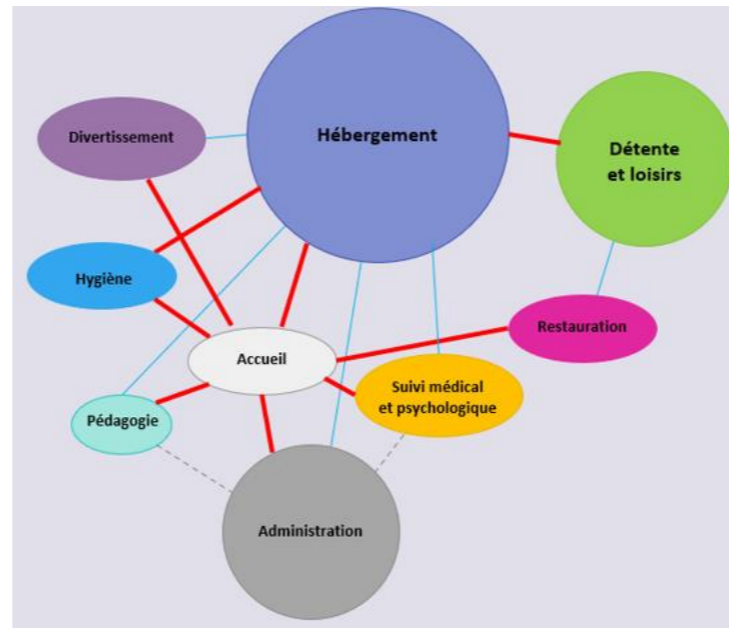 Divertissement
Hébergement
Détente
et loisirs
Hygiène
Restauration
Accueil
Suivi médical
et psychologique
Pédagogie
Administration